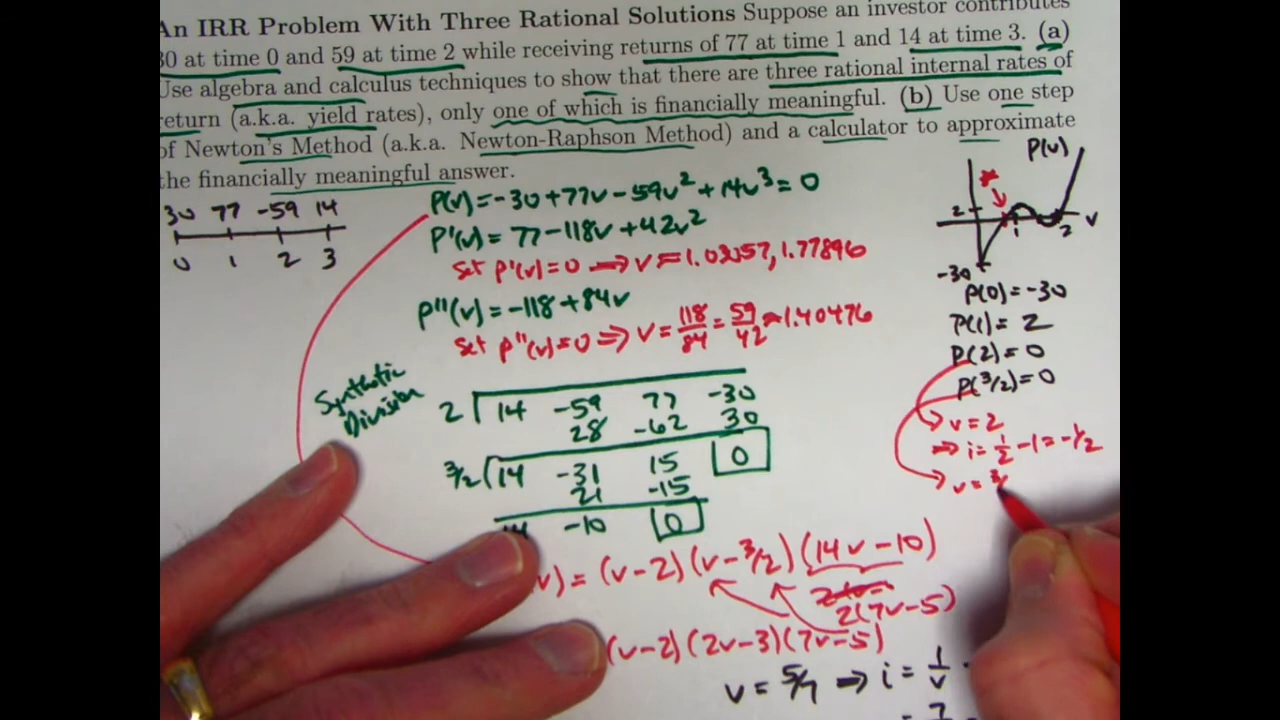 An IRR Problem With Three Rational Solutions Suppose an investor contributes
30 at time 0 and 59 at time 2 while receiving returns of 77 at time 1 and 14 at time 3. (a)
Use algebra and calculus techniques to show that there are three rational internal rates of
return (a.k.a. yield rates), only one of which is financially meaningful. (b) Use one step
of Newton's Method (a.k.a. Newton-Raphson Method) and a calculator to approximate
the financially meaningful answer.
30 77 -59 14
0 1 2 3
P(v) = -30+77v-59v²+14v³ = 0
P'(v) = 77-118v+42v²
Set P'(v)=0 → v≈1.03057, 1.77896
P''(v) = -118+84v
Set P''(v)=0 ⇒ v = 118/84 = 59/42 ≈ 1.40476
Synthetic
Division
2 14 -59 77 -30
28 -62 30
3/2 14 -31 15 0
21 -15
14 -10 0
(v) = (v-2)(v-3/2)(14v-10)
2(7v-5)
(v-2)(2v-3)(7v-5)
v = 5/7 ⇒ i = 1/v
= 7
P(v)
2
1 2 v
-30
P(0)=-30
P(1)= 2
P(2)=0
P(3/2)=0
v=2
⇒ i = 1/2 -1 = -1/2
v = 3/